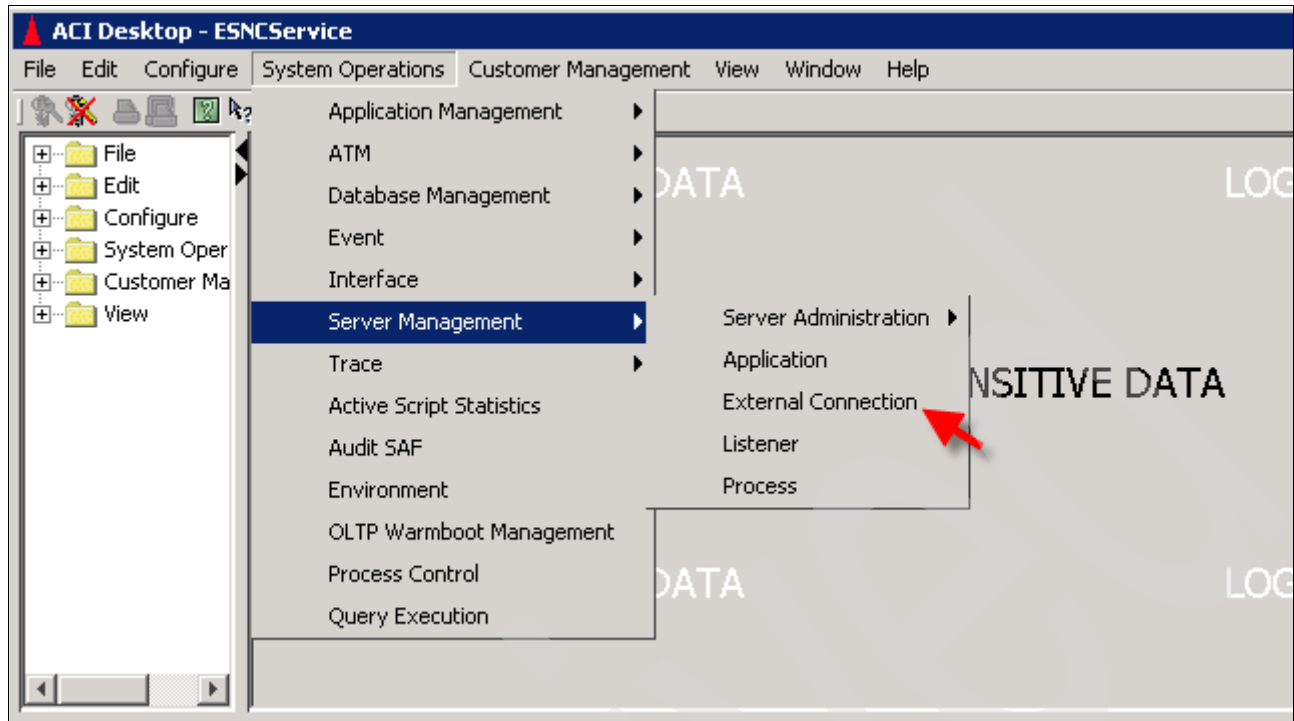 ACI Desktop - ESNCService
File Edit Configure System Operations Customer Management View Window Help
File
Edit
Configure
System Oper
Customer Ma
View
Application Management
ATM
Database Management
Event
Interface
Server Management
Trace
Active Script Statistics
Audit SAF
Environment
OLTP Warmboot Management
Process Control
Query Execution
Server Administration
Application
External Connection
Listener
Process
DATA LOG
NSITIVE DATA
DATA LOG